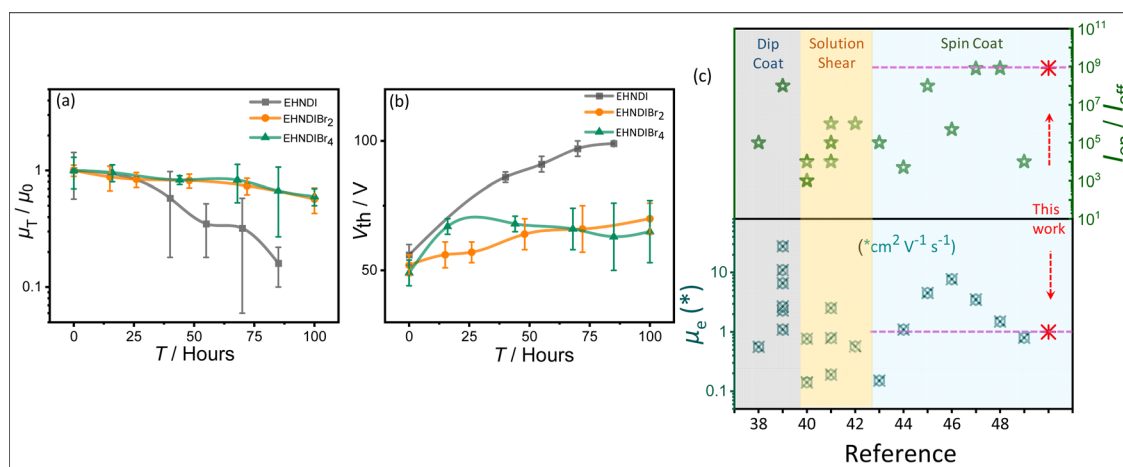 (a)
EHNDI
EHNDIBr2
EHNDIBr4
1
0.1
μT / μ0
0 25 50 75 100
T / Hours
(b)
EHNDI
EHNDIBr2
EHNDIBr4
100
50
Vth / V
0 25 50 75 100
T / Hours
(c)
Dip
Coat
Solution
Shear
Spin Coat
10^11
10^9
10^7
10^5
10^3
10^1
Ion / Ioff
This
work
(*cm2 V-1 s-1)
10
1
0.1
μe (*)
38 40 42 44 46 48
Reference